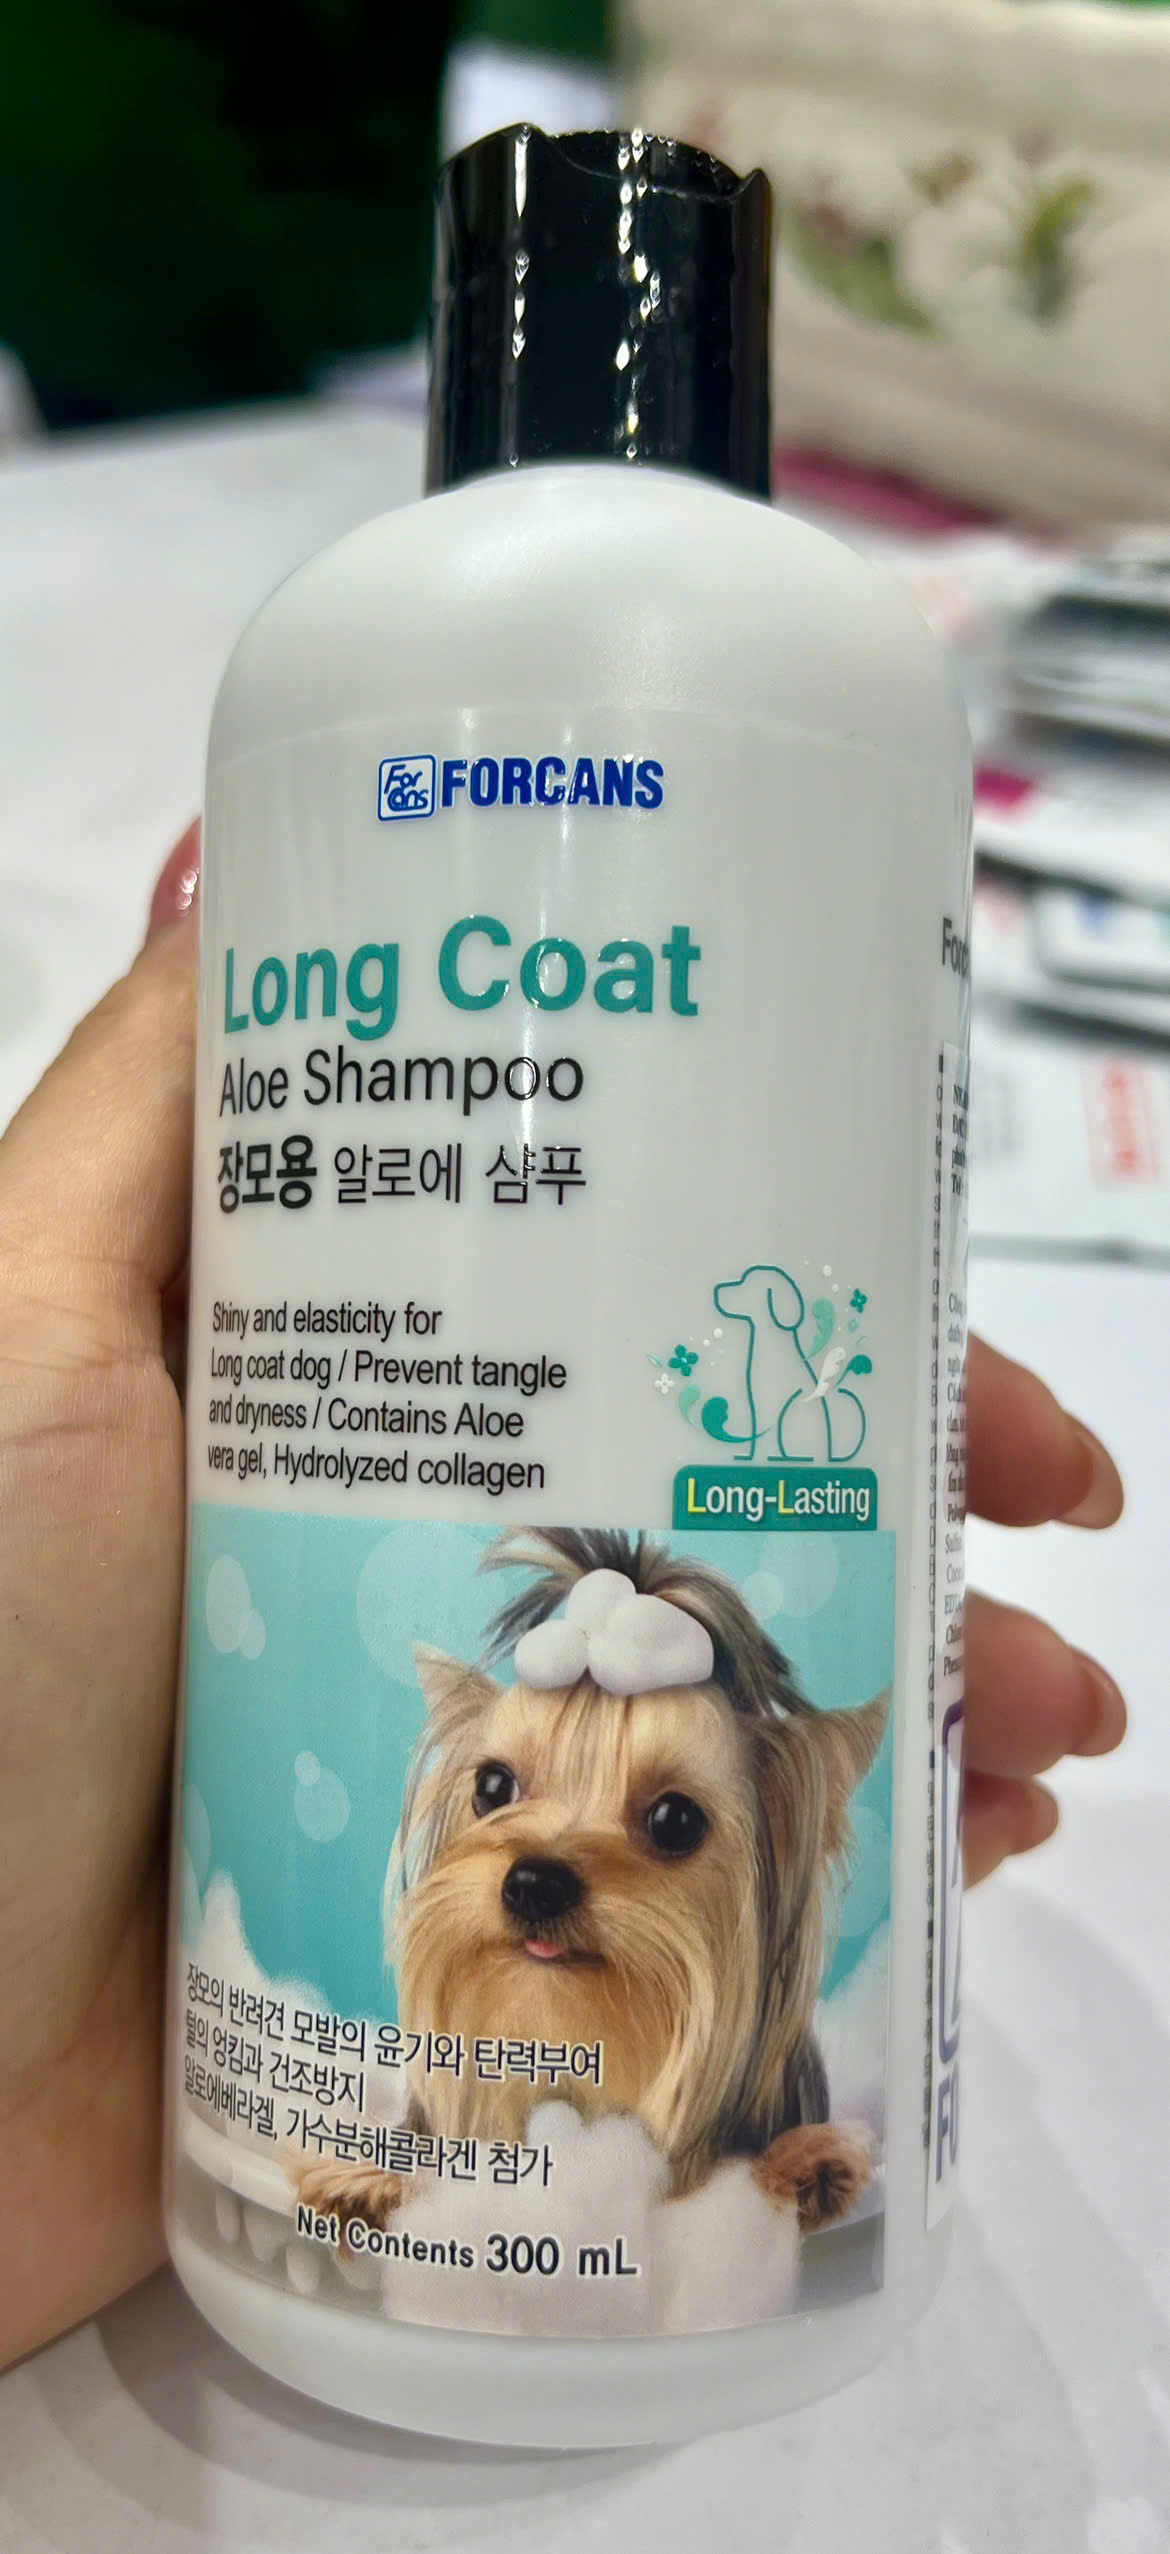 For Cans FORCANS
Long Coat
Aloe Shampoo
장모용 알로에 샴푸
Shiny and elasticity for
Long coat dog / Prevent tangle
and dryness / Contains Aloe
vera gel, Hydrolyzed collagen
Long-Lasting
장모의 반려견 모발의 윤기와 탄력부여
털의 엉킴과 건조방지
알로에베라겔, 가수분해콜라겐 첨가
Net Contents 300 mL